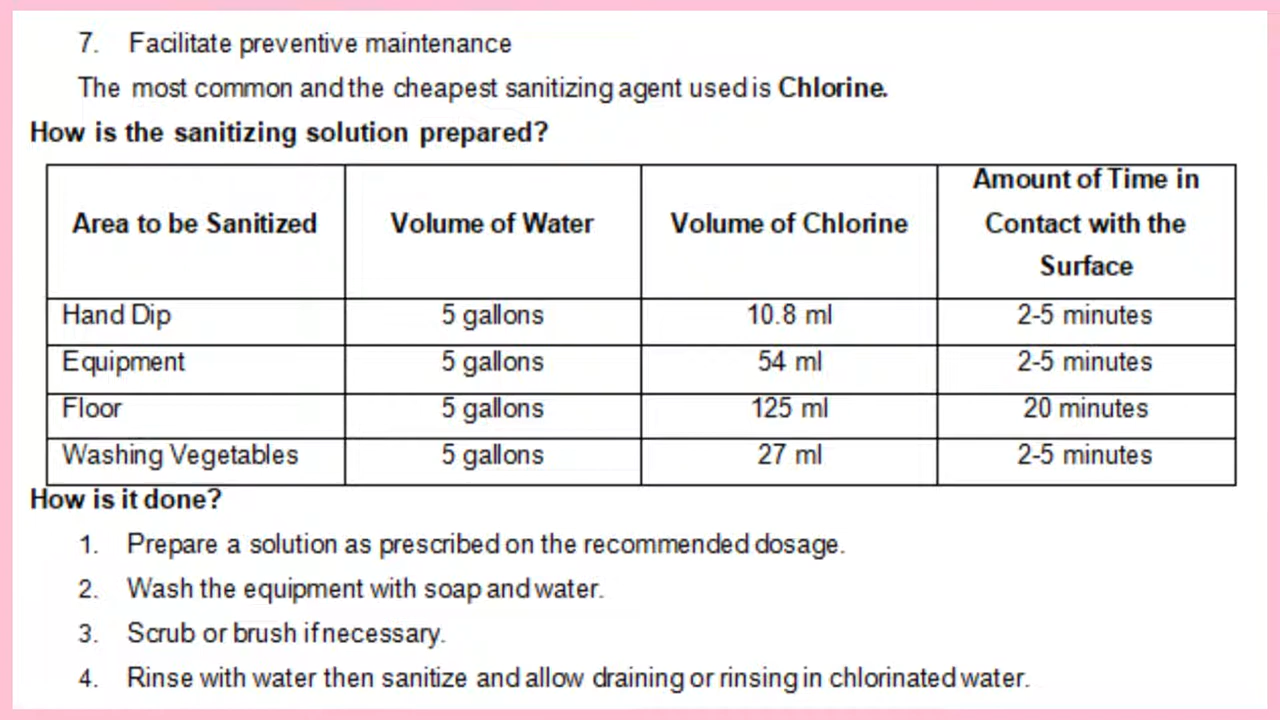 7. Facilitate preventive maintenance
The most common and the cheapest sanitizing agent used is Chlorine.
How is the sanitizing solution prepared?
Area to be Sanitized Volume of Water Volume of Chlorine Amount of Time in Contact with the Surface
Hand Dip 5 gallons 10.8 ml 2-5 minutes
Equipment 5 gallons 54 ml 2-5 minutes
Floor 5 gallons 125 ml 20 minutes
Washing Vegetables 5 gallons 27 ml 2-5 minutes
How is it done?
1. Prepare a solution as prescribed on the recommended dosage.
2. Wash the equipment with soap and water.
3. Scrub or brush if necessary.
4. Rinse with water then sanitize and allow draining or rinsing in chlorinated water.